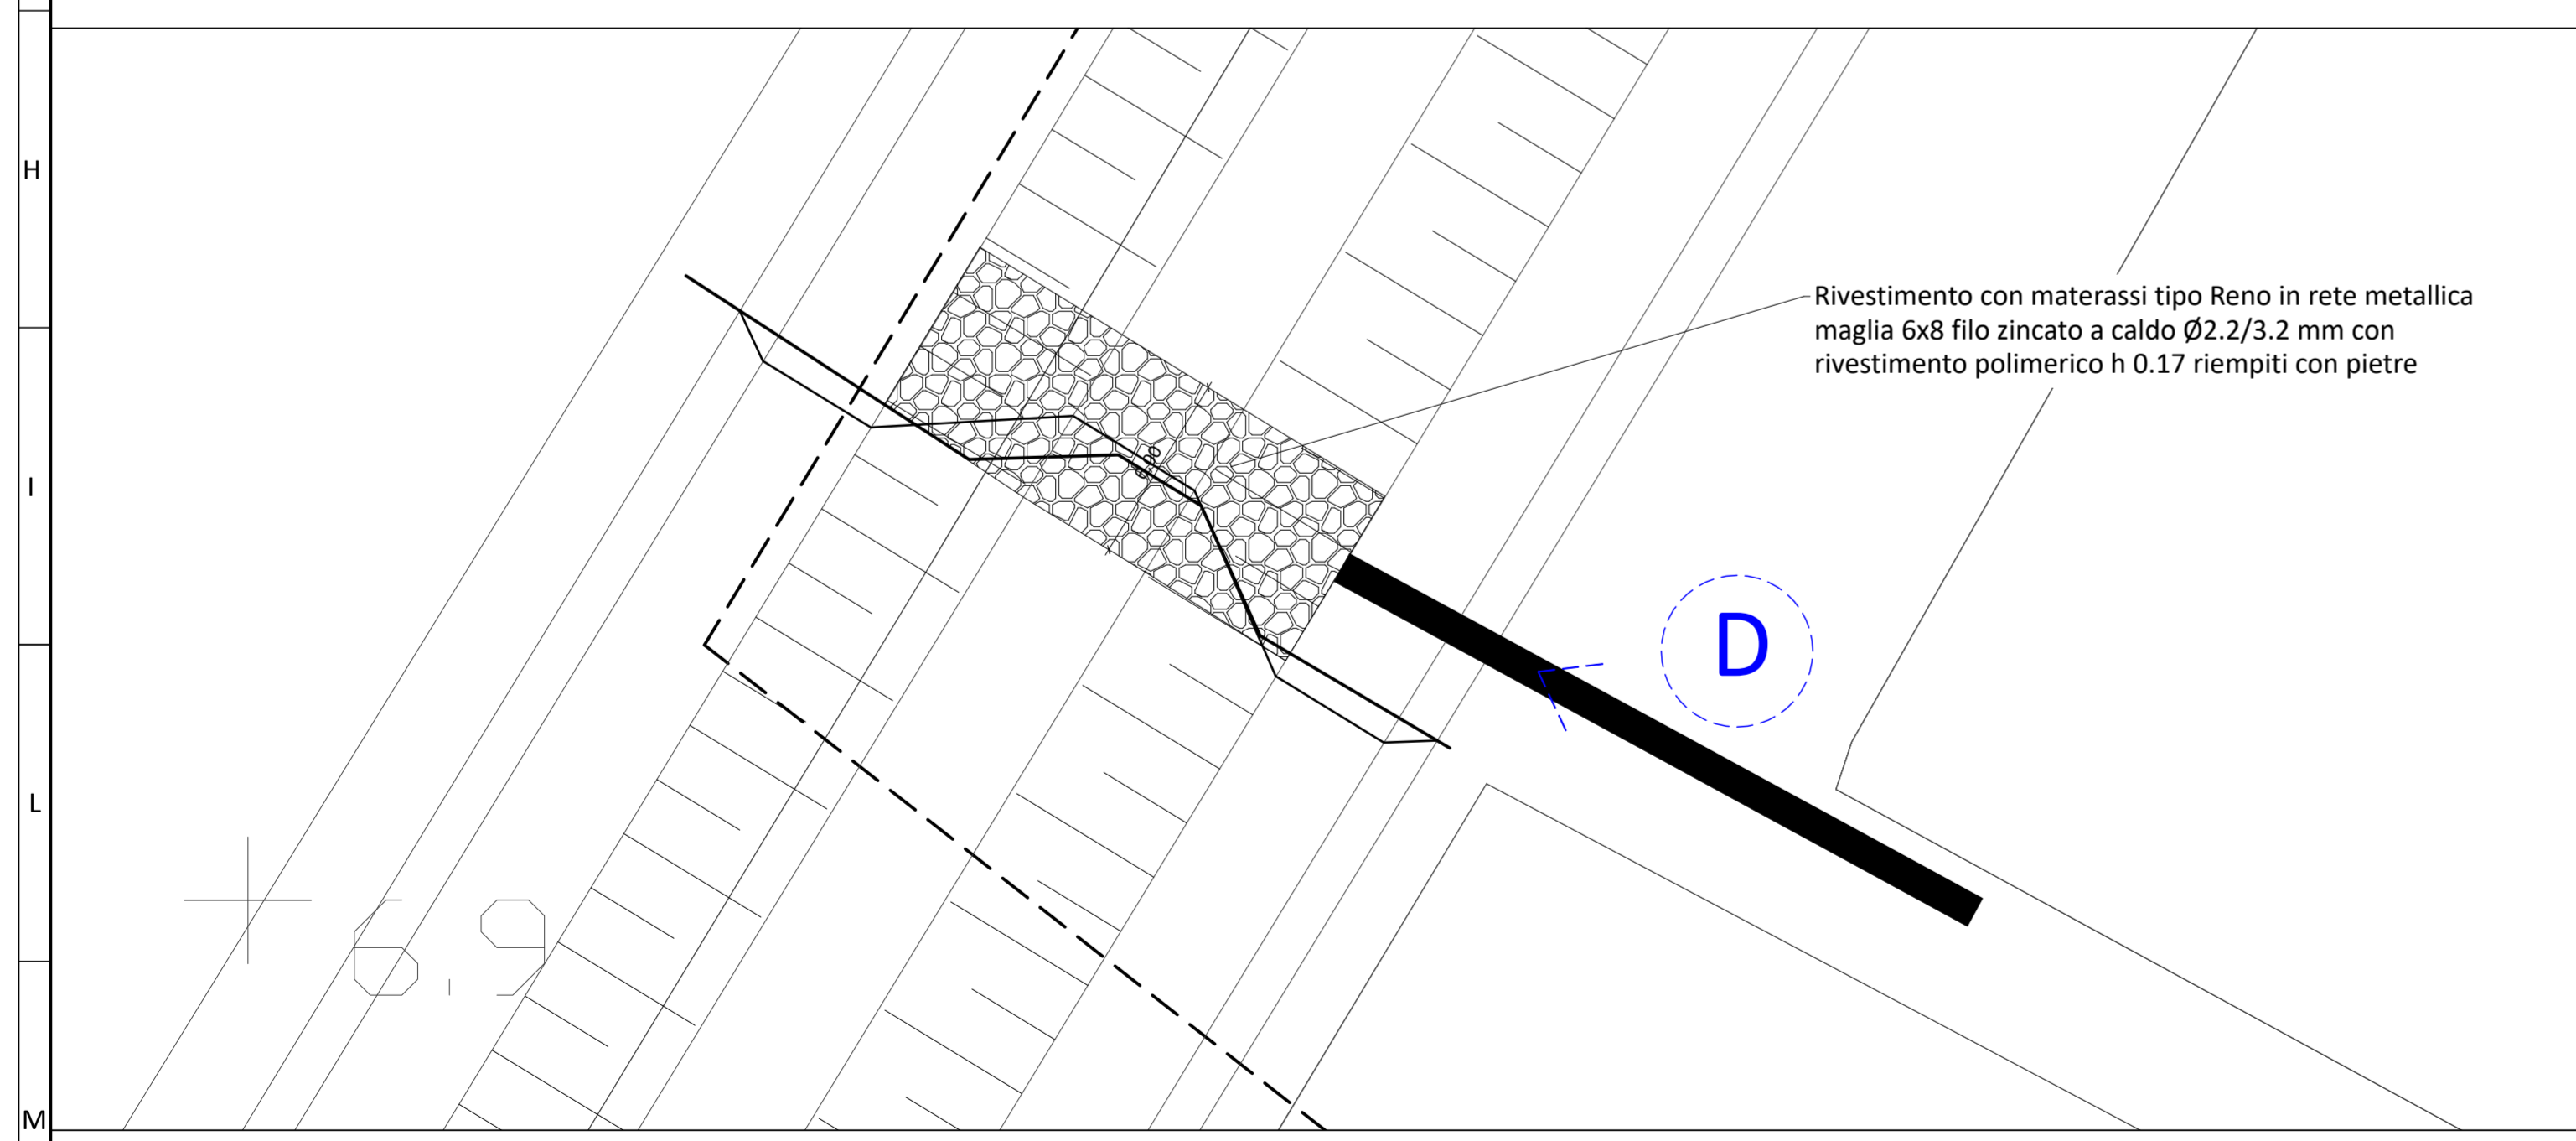 H
Rivestimento con materassi tipo Reno in rete metallica
maglia 6x8 filo zincato a caldo Ø2.2/3.2 mm con
rivestimento polimerico h 0.17 riempiti con pietre
I
D
L
6,9
M